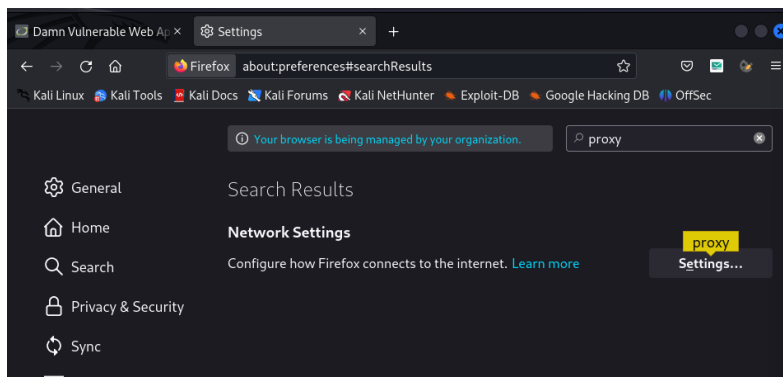 Damn Vulnerable Web Ap
Settings
Firefox about:preferences#searchResults
Kali Linux Kali Tools Kali Docs Kali Forums Kali NetHunter Exploit-DB Google Hacking DB OffSec
Your browser is being managed by your organization.
proxy
General
Home
Search
Privacy & Security
Sync
Search Results
Network Settings
Configure how Firefox connects to the internet. Learn more
proxy
Settings...